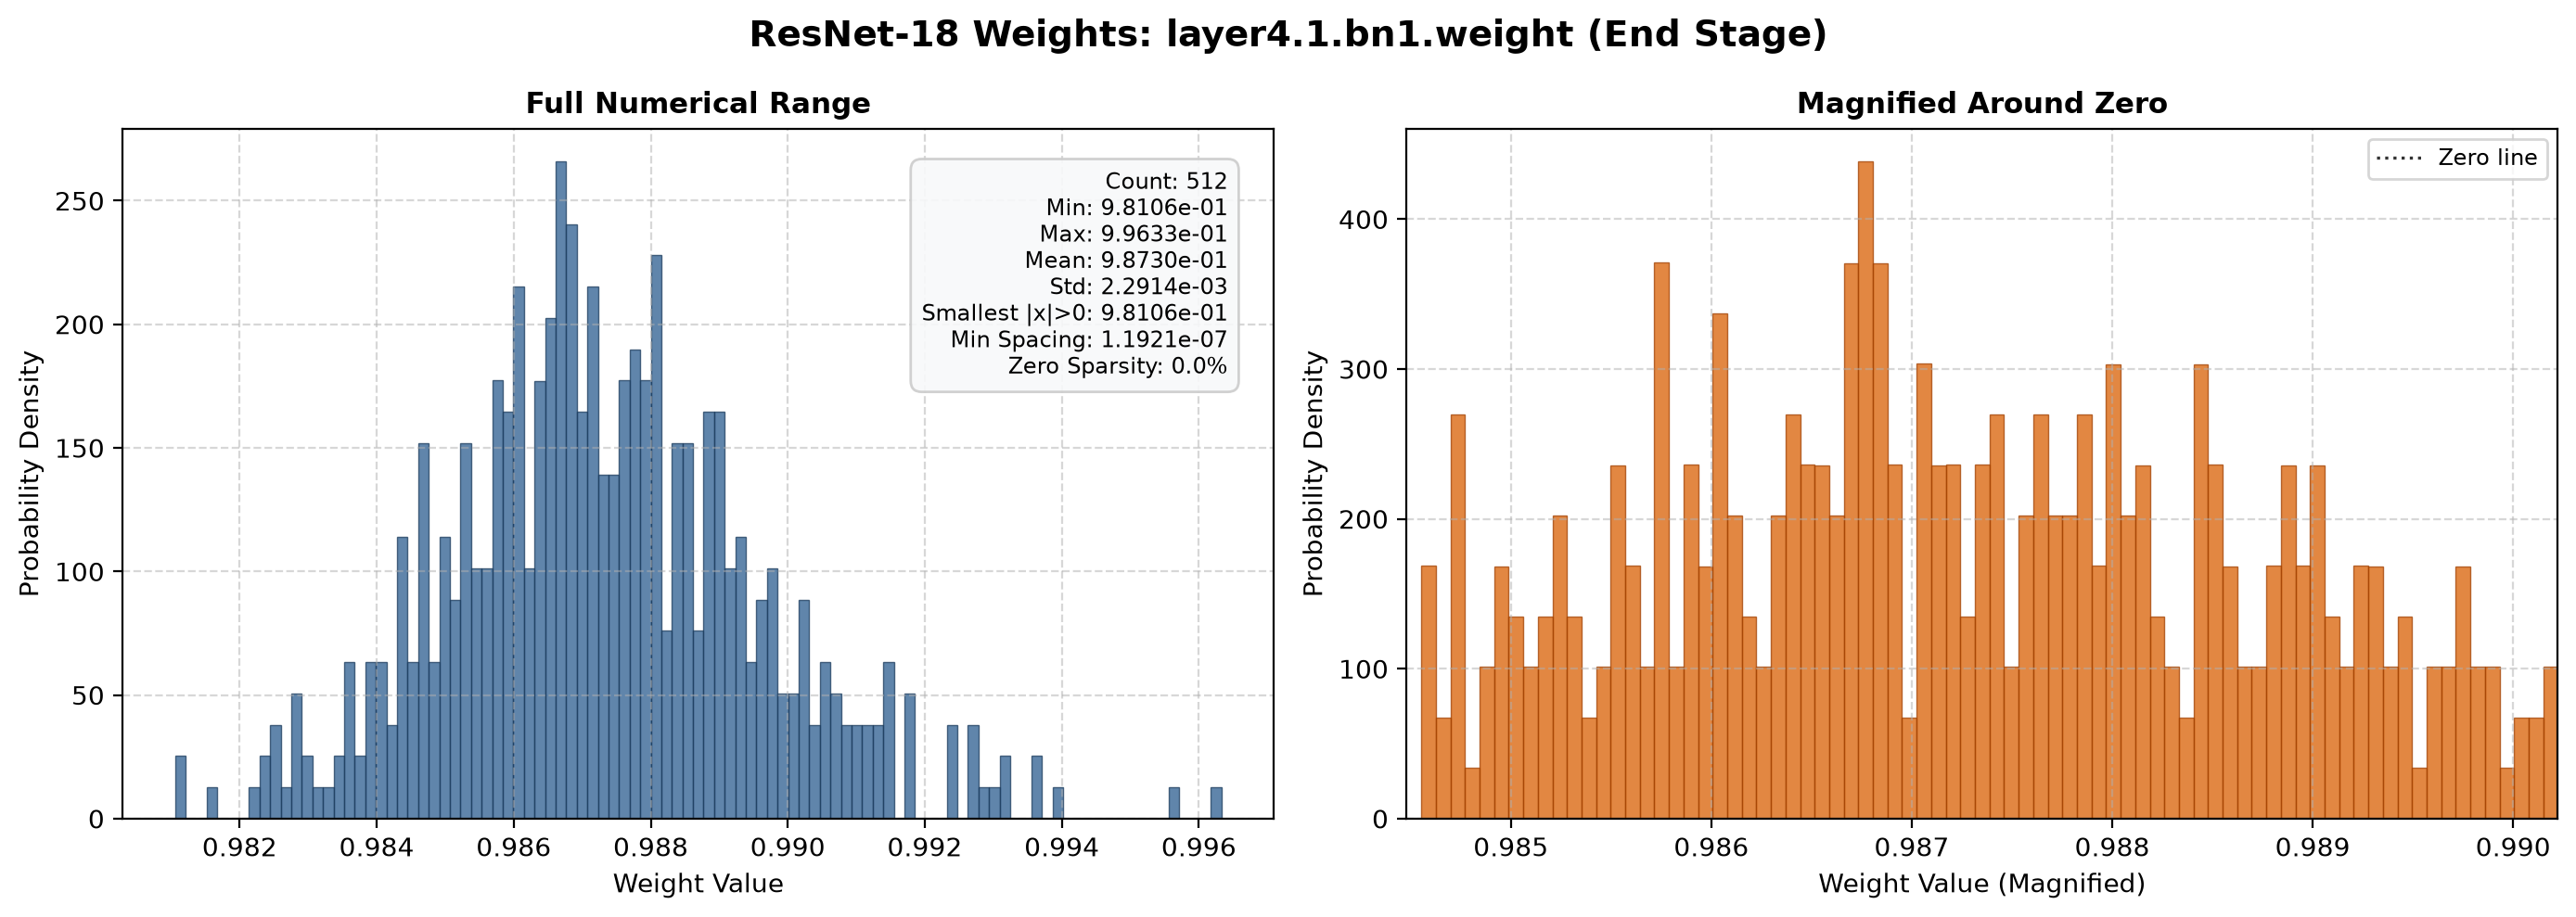 ResNet-18 Weights: layer4.1.bn1.weight (End Stage)
Full Numerical Range
Probability Density
250
200
150
100
50
0
Count: 512
Min: 9.8106e-01
Max: 9.9633e-01
Mean: 9.8730e-01
Std: 2.2914e-03
Smallest |x|>0: 9.8106e-01
Min Spacing: 1.1921e-07
Zero Sparsity: 0.0%
0.982 0.984 0.986 0.988 0.990 0.992 0.994 0.996
Weight Value
Magnified Around Zero
Probability Density
400
300
200
100
0
Zero line
0.985 0.986 0.987 0.988 0.989 0.990
Weight Value (Magnified)